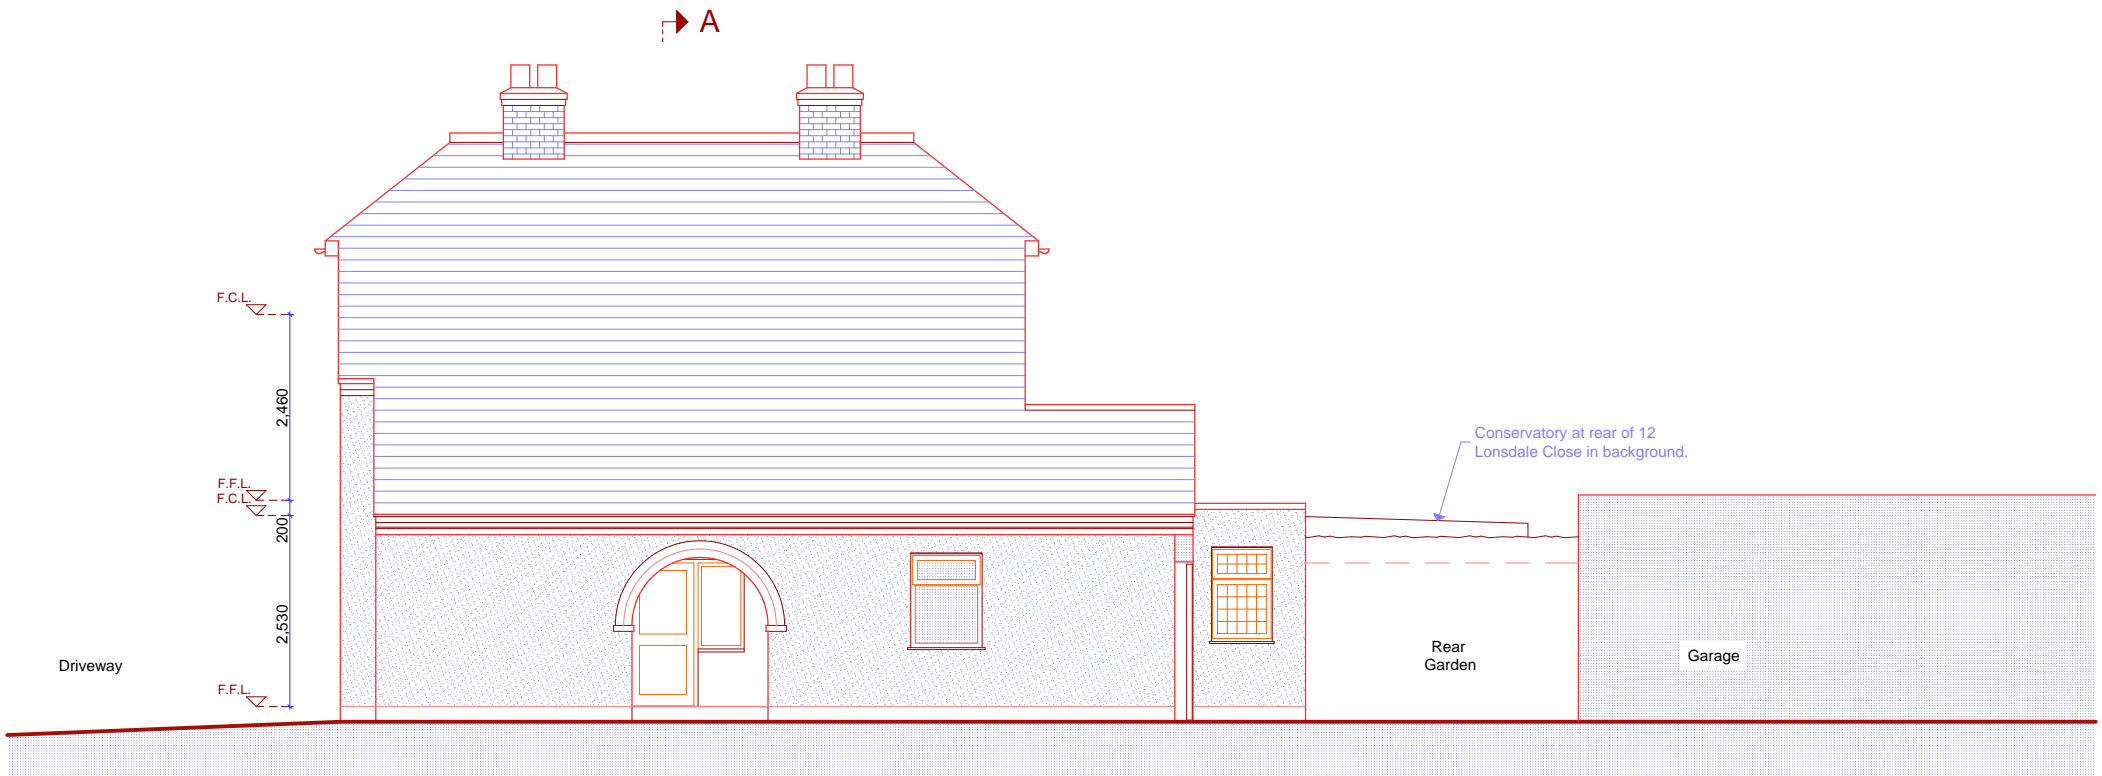 A
F.C.L.
2,460
Conservatory at rear of 12
Lonsdale Close in background.
F.F.L.
F.C.L.
200
2,530
Driveway
Rear
Garden
Garage
F.F.L.